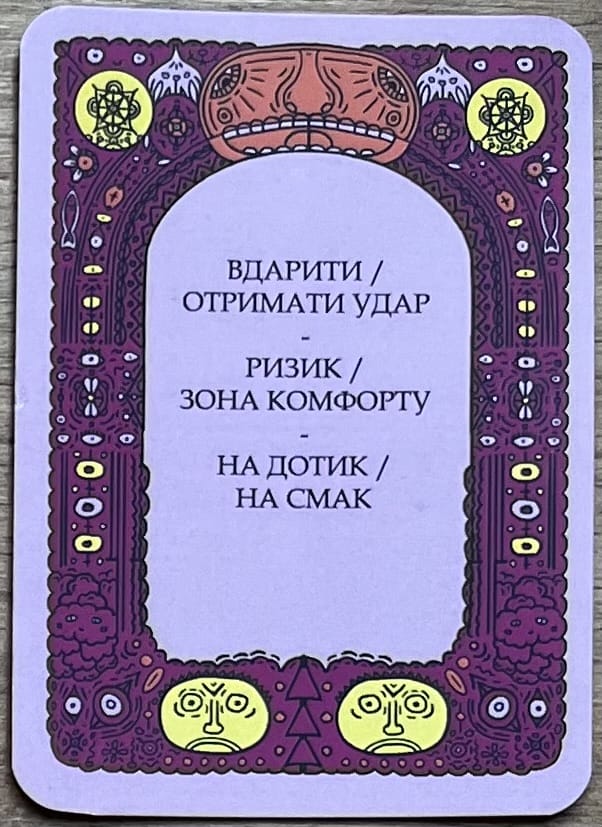 ВДАРИТИ /
ОТРИМАТИ УДАР
-
РИЗИК /
ЗОНА КОМФОРТУ
-
НА ДОТИК /
НА СМАК